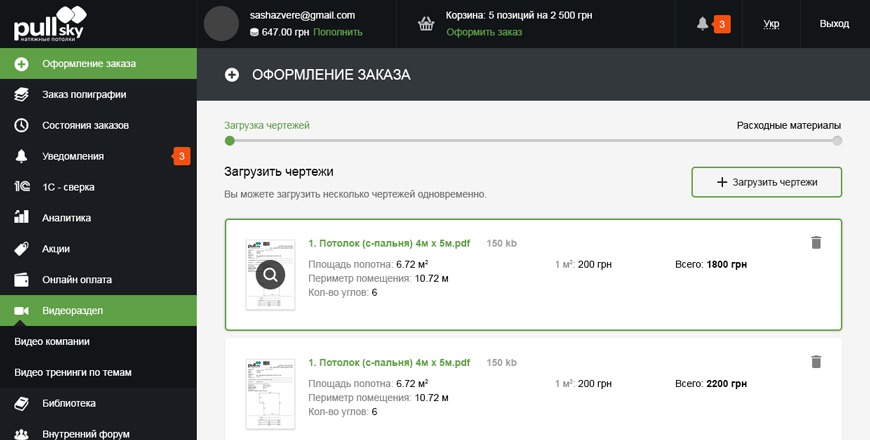 pull sky
натяжные потолки
sashazvere@gmail.com
647.00 грн Пополнить
Корзина: 5 позиций на 2 500 грн
Оформить заказ
3
Укр
Выход
Оформление заказа
Заказ полиграфии
Состояния заказов
Уведомления
3
1С - сверка
Аналитика
Акции
Онлайн оплата
Видеораздел
Видео компании
Видео тренинги по темам
Библиотека
Внутренний форум
ОФОРМЛЕНИЕ ЗАКАЗА
Загрузка чертежей
Расходные материалы
Загрузить чертежи
Вы можете загрузить несколько чертежей одновременно.
Загрузить чертежи
1. Потолок (с-пальня) 4м х 5м.pdf 150 kb
Площадь полотна: 6.72 м² 1 м²: 200 грн Всего: 1800 грн
Периметр помещения: 10.72 м
Кол-во углов: 6
1. Потолок (с-пальня) 4м х 5м.pdf 150 kb
Площадь полотна: 6.72 м² 1 м²: 200 грн Всего: 2200 грн
Периметр помещения: 10.72 м
Кол-во углов: 6